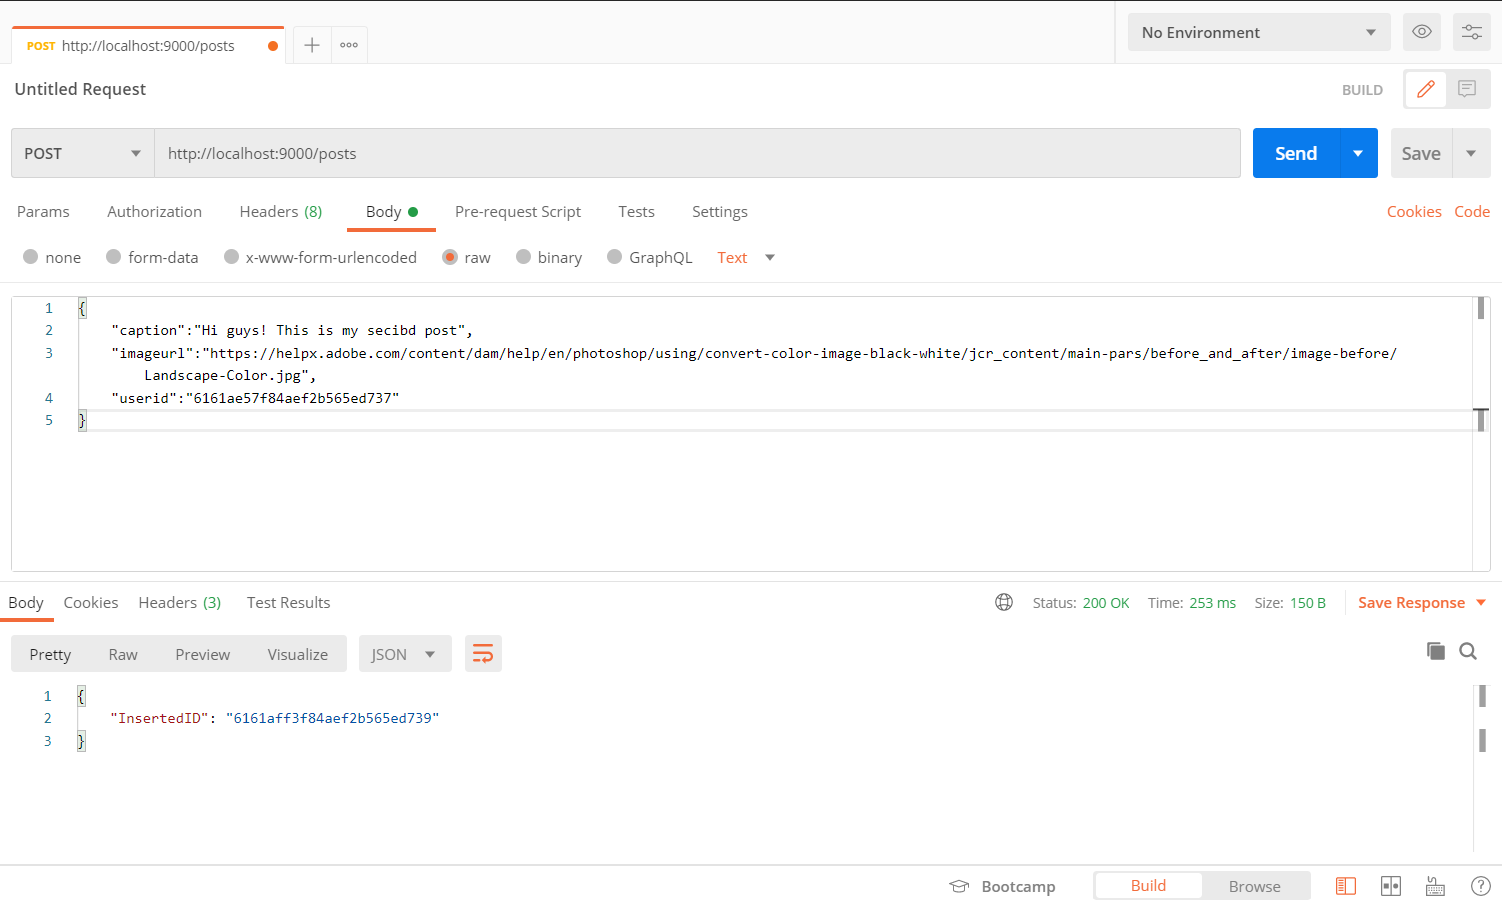 POST http://localhost:9000/posts
No Environment
Untitled Request
BUILD
POST http://localhost:9000/posts Send Save
Params Authorization Headers (8) Body Pre-request Script Tests Settings Cookies Code
none form-data x-www-form-urlencoded raw binary GraphQL Text
1 {
2 "caption":"Hi guys! This is my secibd post",
3 "imageurl":"https://helpx.adobe.com/content/dam/help/en/photoshop/using/convert-color-image-black-white/jcr_content/main-pars/before_and_after/image-before/
Landscape-Color.jpg",
4 "userid":"6161ae57f84aef2b565ed737"
5 }
Body Cookies Headers (3) Test Results Status: 200 OK Time: 253 ms Size: 150 B Save Response
Pretty Raw Preview Visualize JSON
1 {
2 "InsertedID": "6161aff3f84aef2b565ed739"
3 }
Bootcamp Build Browse